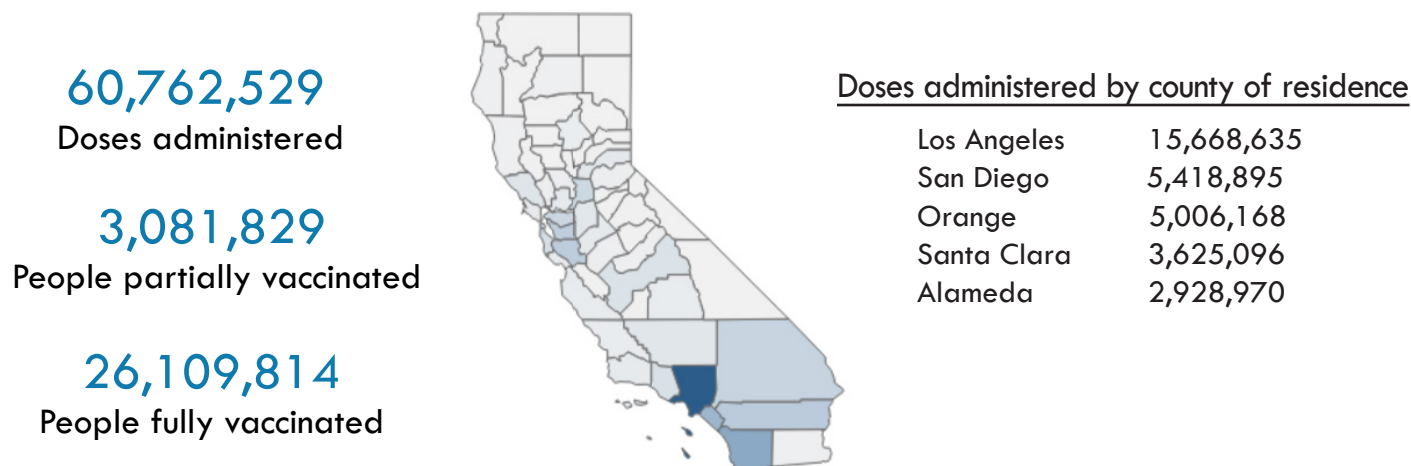 60,762,529
Doses administered
3,081,829
People partially vaccinated
26,109,814
People fully vaccinated
Doses administered by county of residence
Los Angeles 15,668,635
San Diego 5,418,895
Orange 5,006,168
Santa Clara 3,625,096
Alameda 2,928,970